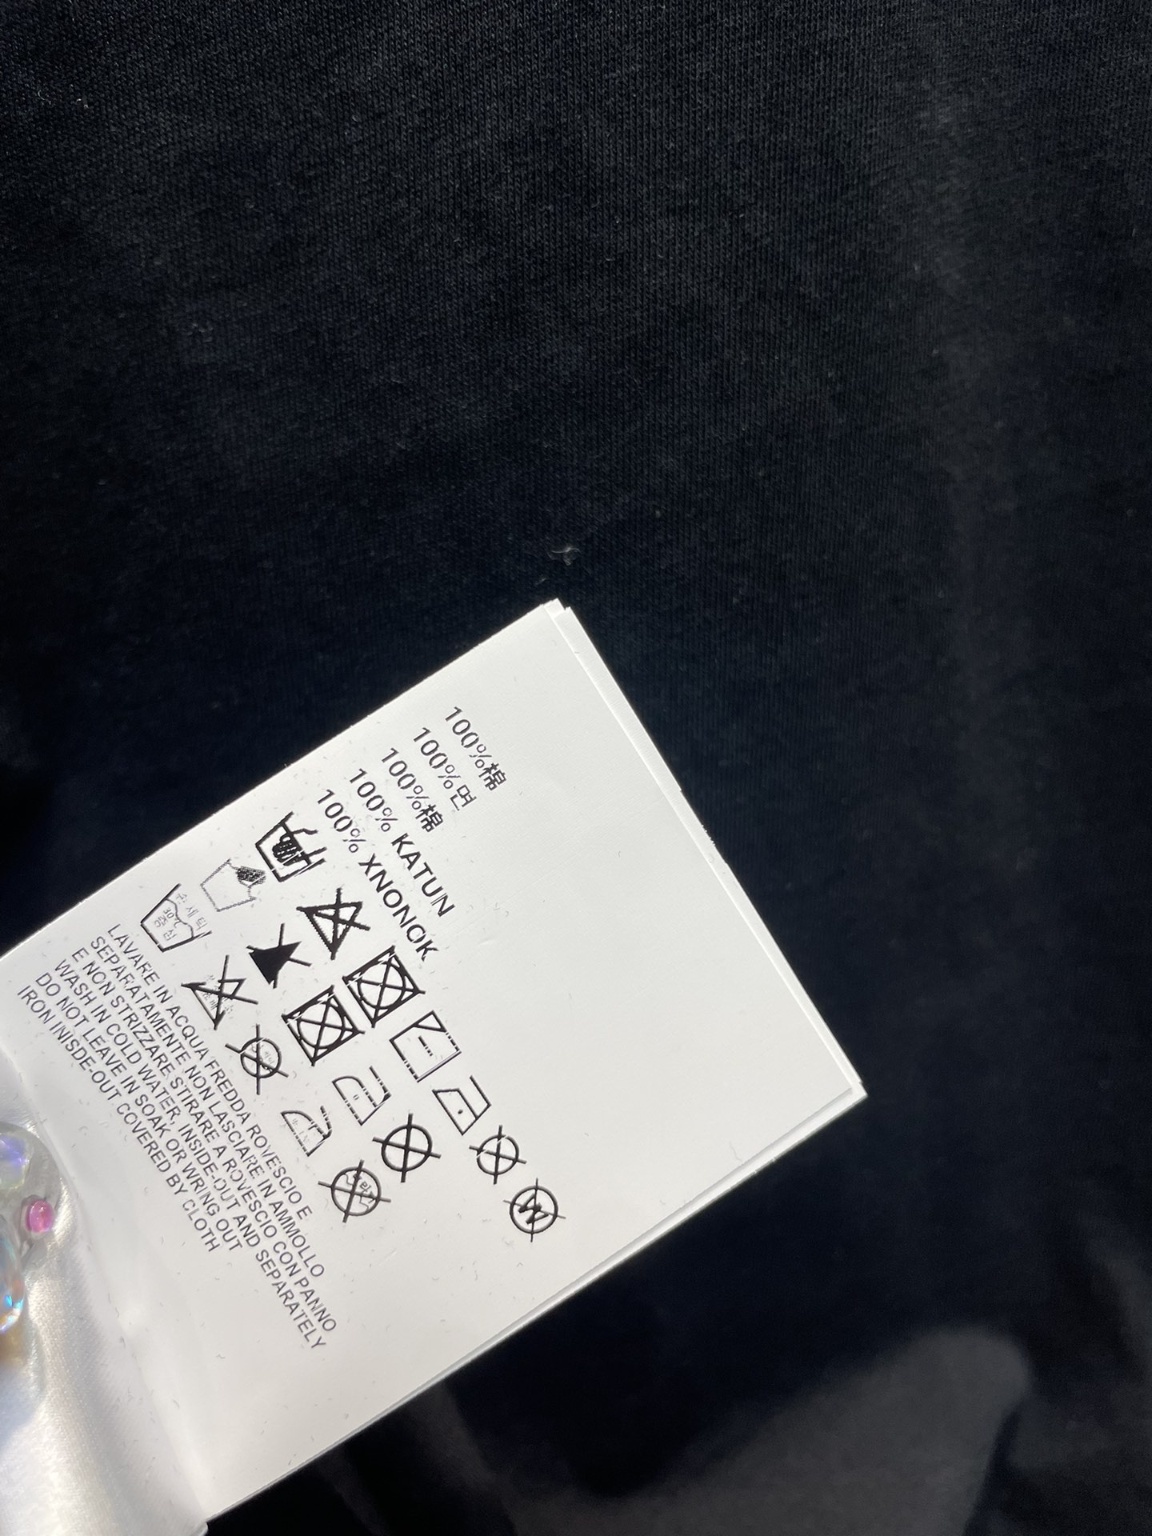 100%棉
100%면
100%棉
100% KATUN
100% XNONOK
LAVARE IN ACQUA FREDDA ROVESCIO E
SEPARATAMENTE NON LASCIARE IN AMMOLLO
E NON STRIZZARE STIRARE A ROVESCIO CON PANNO
WASH IN COLD WATER, INSIDE-OUT AND SEPARATELY
DO NOT LEAVE IN SOAK OR WRING OUT
IRON INISDE-OUT COVERED BY CLOTH